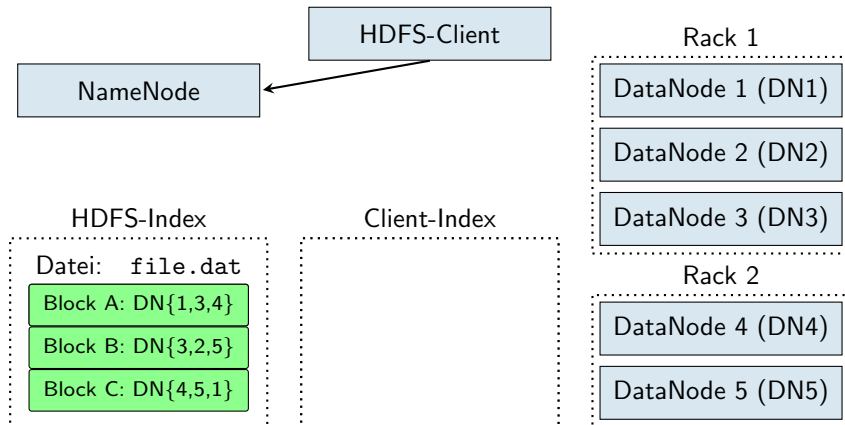 HDFS-Client
NameNode
Rack 1
DataNode 1 (DN1)
DataNode 2 (DN2)
DataNode 3 (DN3)
HDFS-Index
Datei: file.dat
Block A: DN{1,3,4}
Block B: DN{3,2,5}
Block C: DN{4,5,1}
Client-Index
Rack 2
DataNode 4 (DN4)
DataNode 5 (DN5)